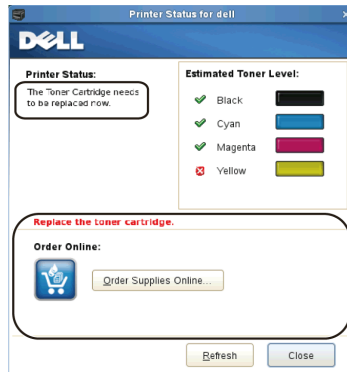 Printer Status for dell
DELL
Printer Status:
The Toner Cartridge needs
to be replaced now.
Estimated Toner Level:
Black
Cyan
Magenta
Yellow
Replace the toner cartridge.
Order Online:
Order Supplies Online...
Refresh
Close